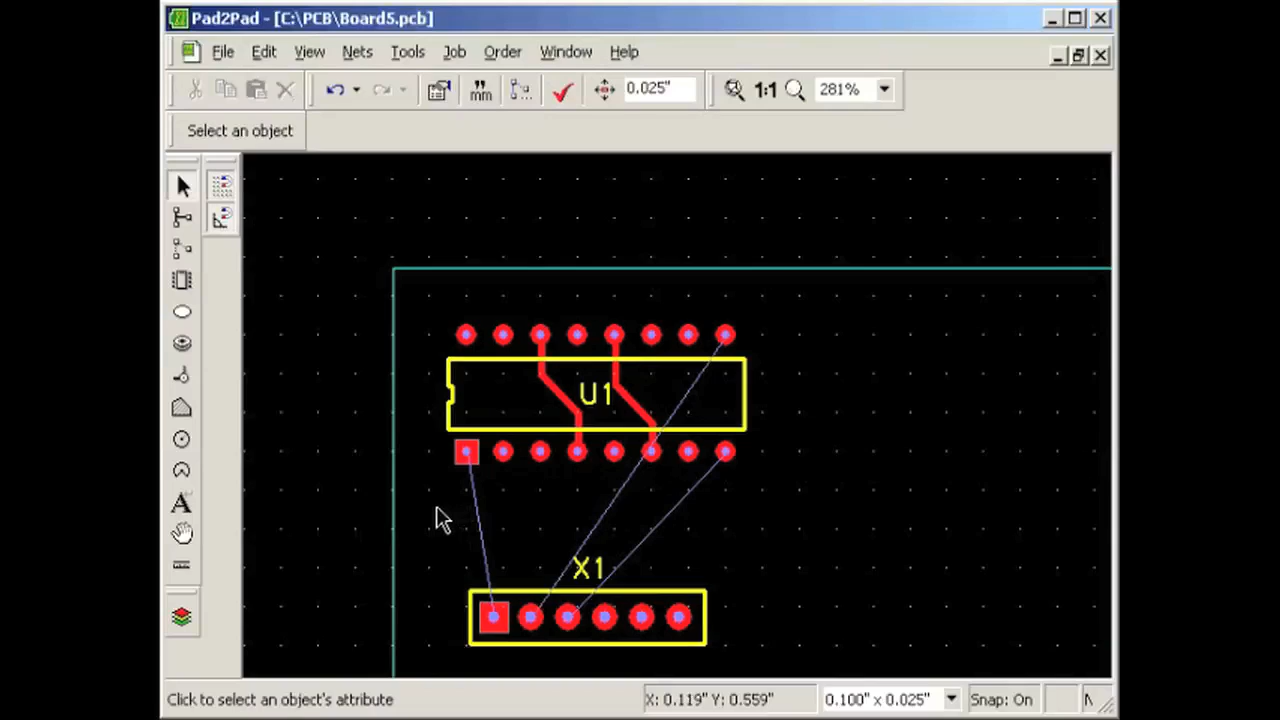 Pad2Pad - [C:\PCB\Board5.pcb]
File Edit View Nets Tools Job Order Window Help
mm 0.025" 1:1 281%
Select an object
A
U1
X1
Click to select an object's attribute X: 0.119" Y: 0.559" 0.100" x 0.025" Snap: On